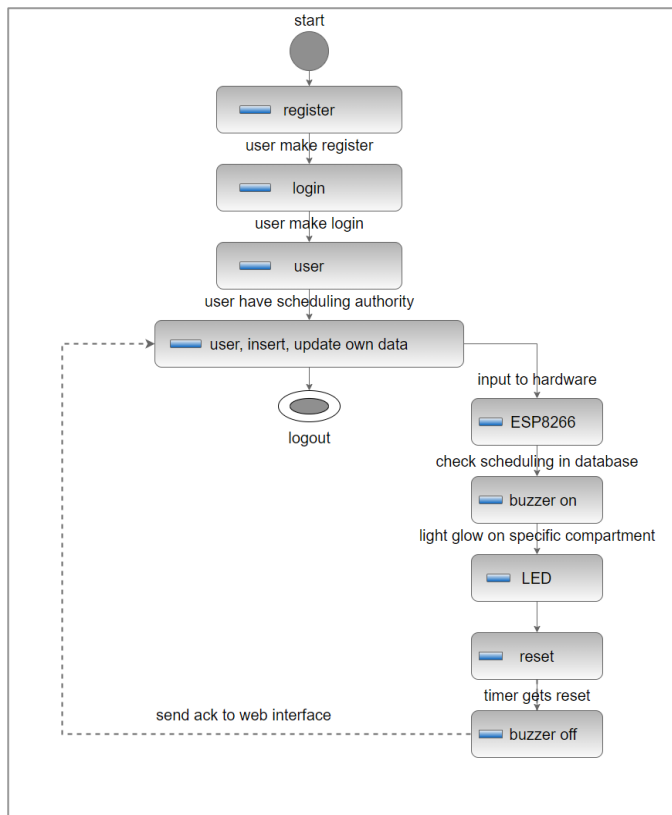 start
register
user make register
login
user make login
user
user have scheduling authority
user, insert, update own data
input to hardware
ESP8266
logout
check scheduling in database
buzzer on
light glow on specific compartment
LED
reset
timer gets reset
send ack to web interface
buzzer off